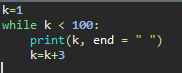 k=1
while k < 100:
    print(k, end = " ")
    k=k+3